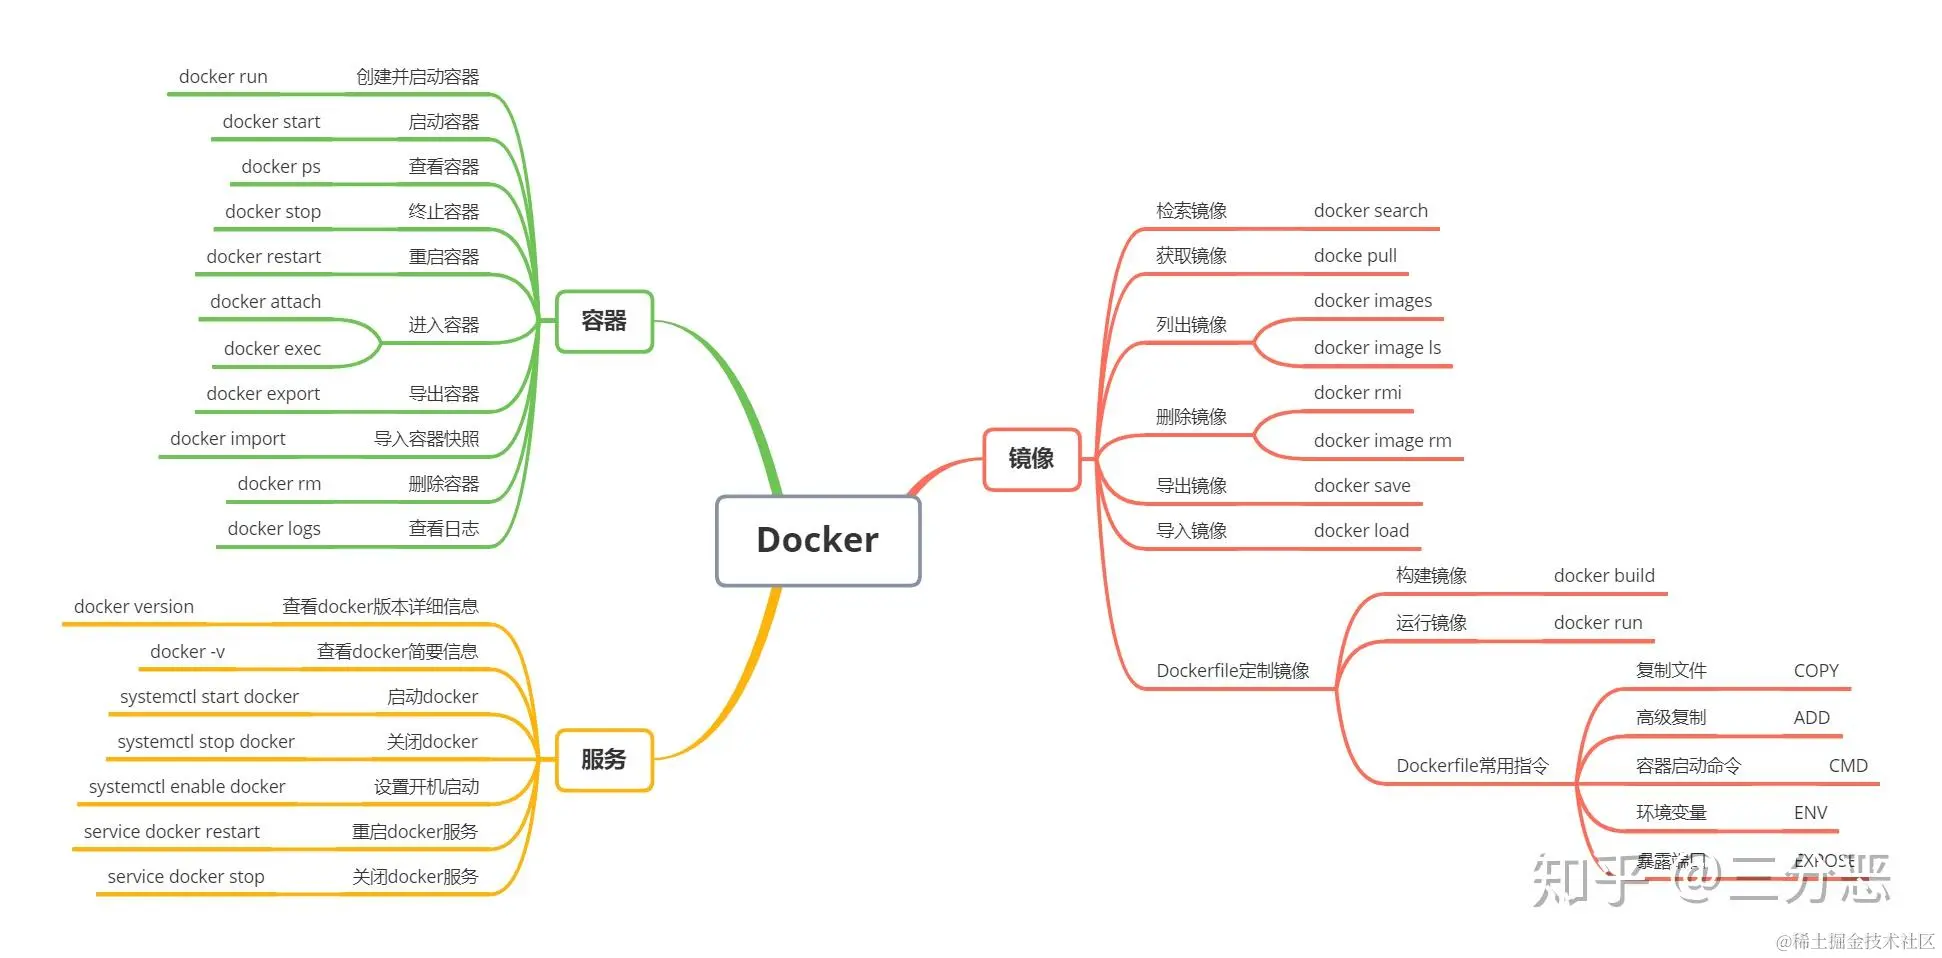 docker run 创建并启动容器
docker start 启动容器
docker ps 查看容器
docker stop 终止容器
docker restart 重启容器
docker attach
进入容器
docker exec
docker export 导出容器
docker import 导入容器快照
docker rm 删除容器
docker logs 查看日志
容器
docker version 查看docker版本详细信息
docker -v 查看docker简要信息
systemctl start docker 启动docker
systemctl stop docker 关闭docker
systemctl enable docker 设置开机启动
service docker restart 重启docker服务
service docker stop 关闭docker服务
服务
Docker
镜像
检索镜像 docker search
获取镜像 docke pull
列出镜像
docker images
docker image ls
删除镜像
docker rmi
docker image rm
导出镜像 docker save
导入镜像 docker load
Dockerfile定制镜像
构建镜像 docker build
运行镜像 docker run
Dockerfile常用指令
复制文件 COPY
高级复制 ADD
容器启动命令 CMD
环境变量 ENV
暴露端口 EXPOSE
知乎 @三分恶
@稀土掘金技术社区